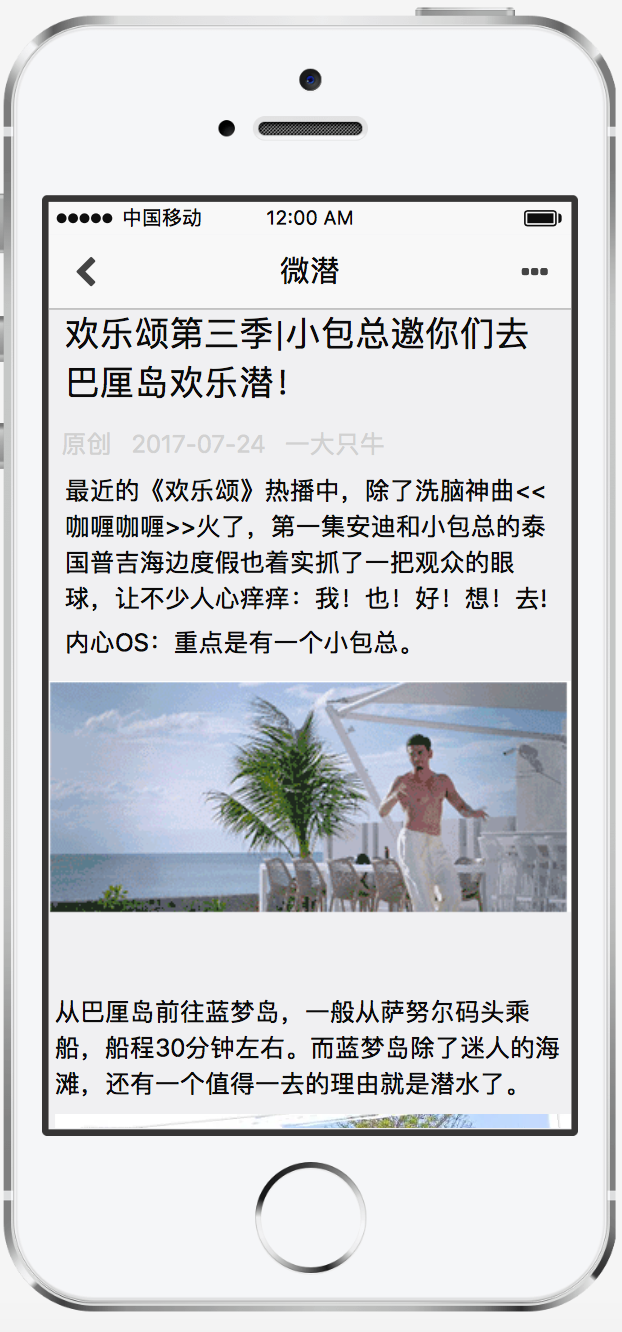 中国移动 12:00 AM
微潜
欢乐颂第三季|小包总邀你们去
巴厘岛欢乐潜！
原创 2017-07-24 一大只牛
最近的《欢乐颂》热播中，除了洗脑神曲<<
咖喱咖喱>>火了，第一集安迪和小包总的泰
国普吉海边度假也着实抓了一把观众的眼
球，让不少人心痒痒：我！也！好！想！去!
内心OS：重点是有一个小包总。
从巴厘岛前往蓝梦岛，一般从萨努尔码头乘
船，船程30分钟左右。而蓝梦岛除了迷人的海
滩，还有一个值得一去的理由就是潜水了。